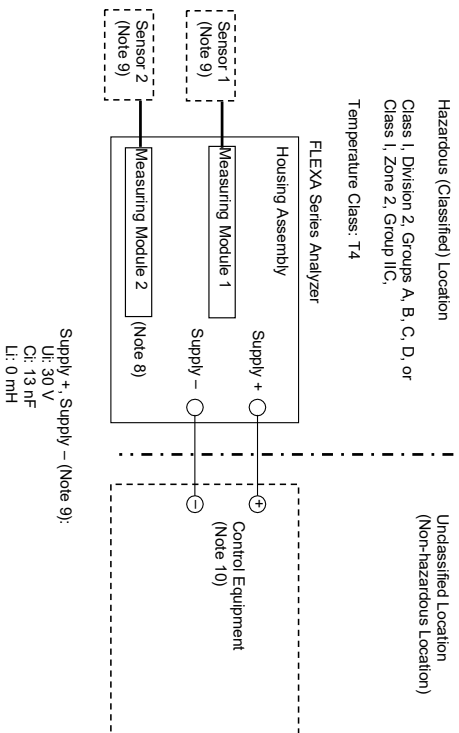 Hazardous (Classified) Location
Class I, Division 2, Groups A, B, C, D, or
Class I, Zone 2, Group IIC,
Temperature Class: T4
Unclassified Location
(Non-hazardous Location)
FLEXA Series Analyzer
Housing Assembly
Sensor 1
(Note 9)
Measuring Module 1
Supply +
+
Control Equipment
(Note 10)
Sensor 2
(Note 9)
Measuring Module 2
(Note 8)
Supply –
–
Supply +, Supply – (Note 9):
Ui: 30 V
Ci: 13 nF
Li: 0 mH